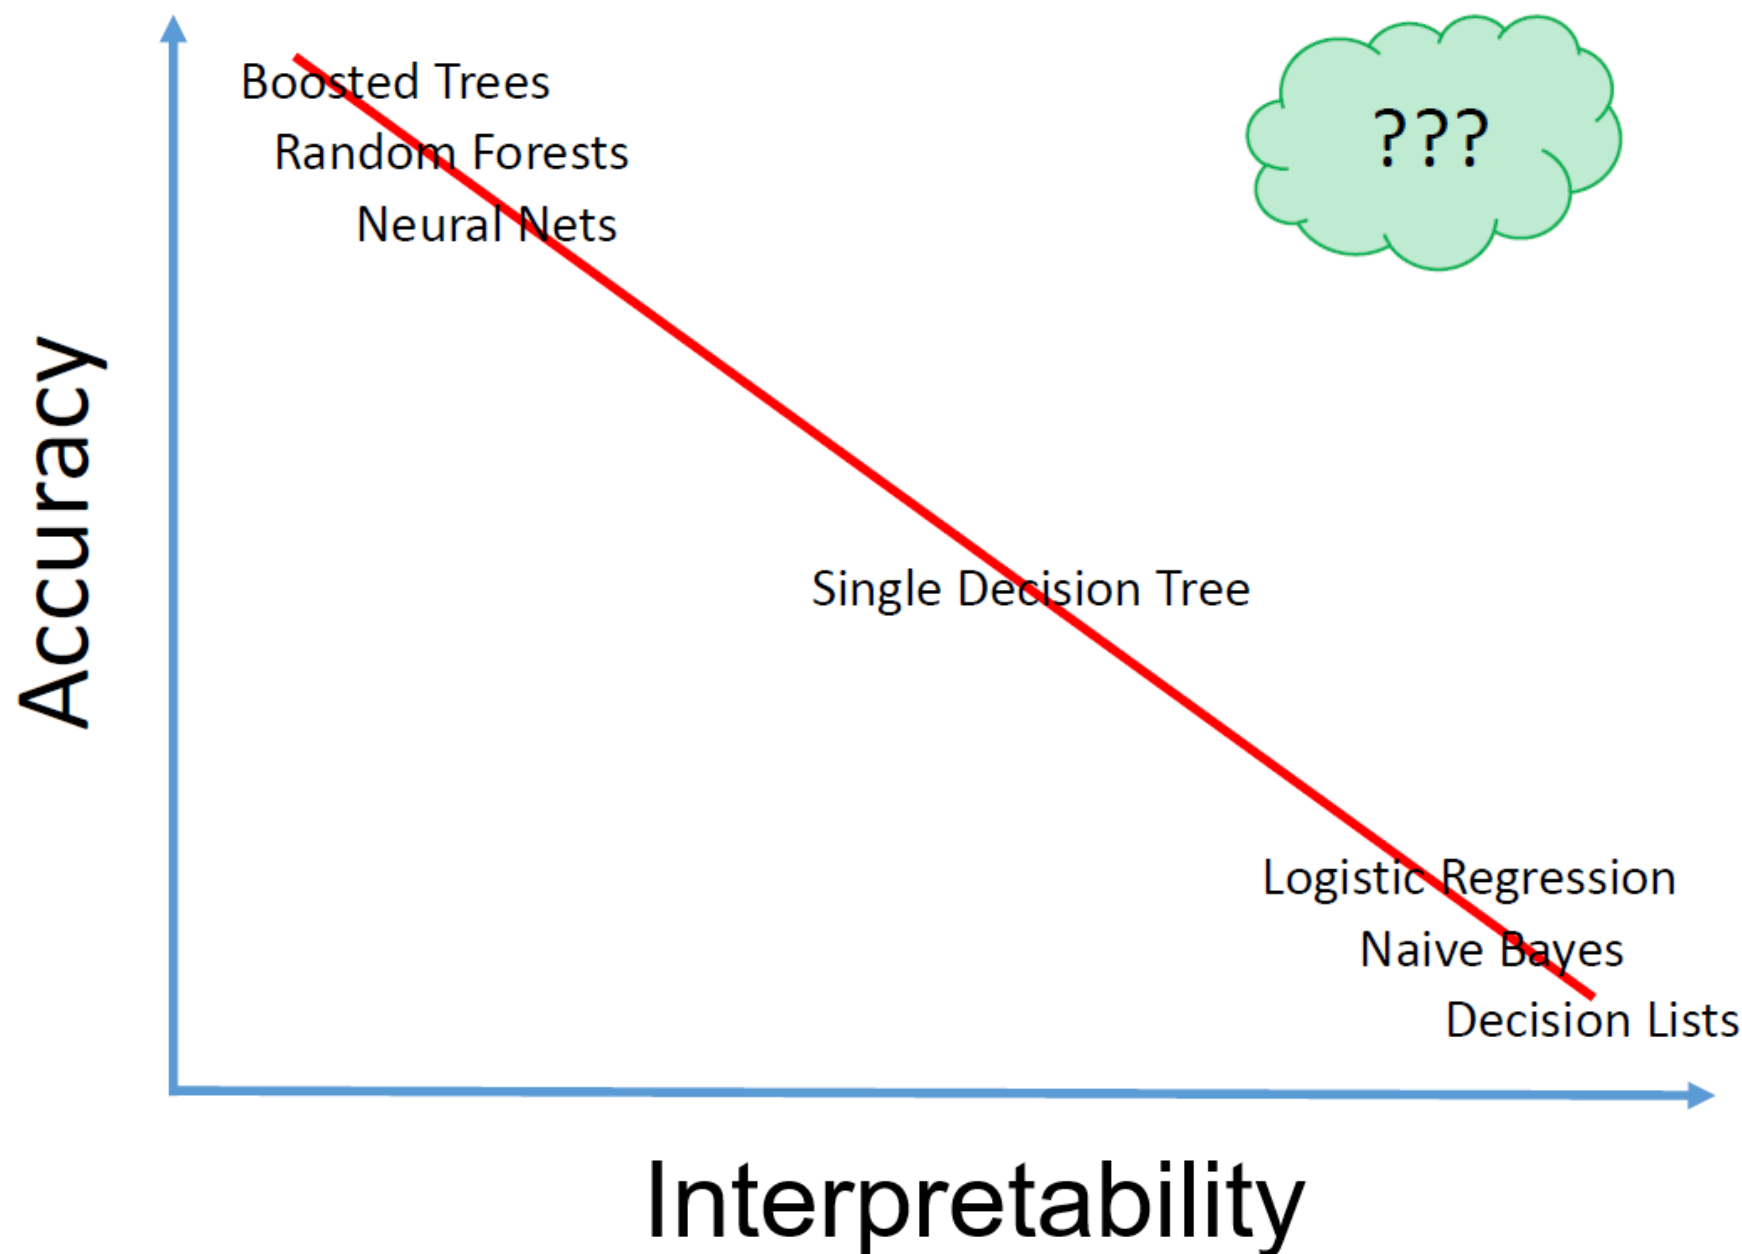 Boosted Trees
Random Forests
Neural Nets
???
Accuracy
Single Decision Tree
Logistic Regression
Naive Bayes
Decision Lists
Interpretability